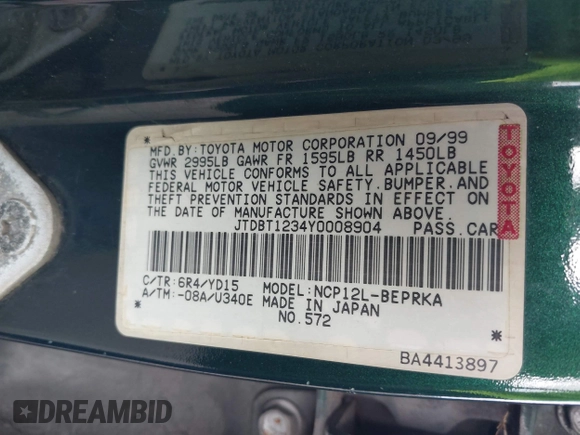 MFD.BY:TOYOTA MOTOR CORPORATION 09/99
GVWR 2995LB GAWR FR 1595LB RR 1450LB
THIS VEHICLE CONFORMS TO ALL APPLICABLE
FEDERAL MOTOR VEHICLE SAFETY.BUMPER.AND
THEFT PREVENTION STANDARDS IN EFFECT ON
THE DATE OF MANUFACTURE SHOWN ABOVE.
JTDBT1234Y0008904 PASS.CAR
TOYOTA
C/TR:6R4/YD15 MODEL:NCP12L-BEPRKA
A/TM:-08A/U340E MADE IN JAPAN
NO.572
BA4413897
DREAMBID